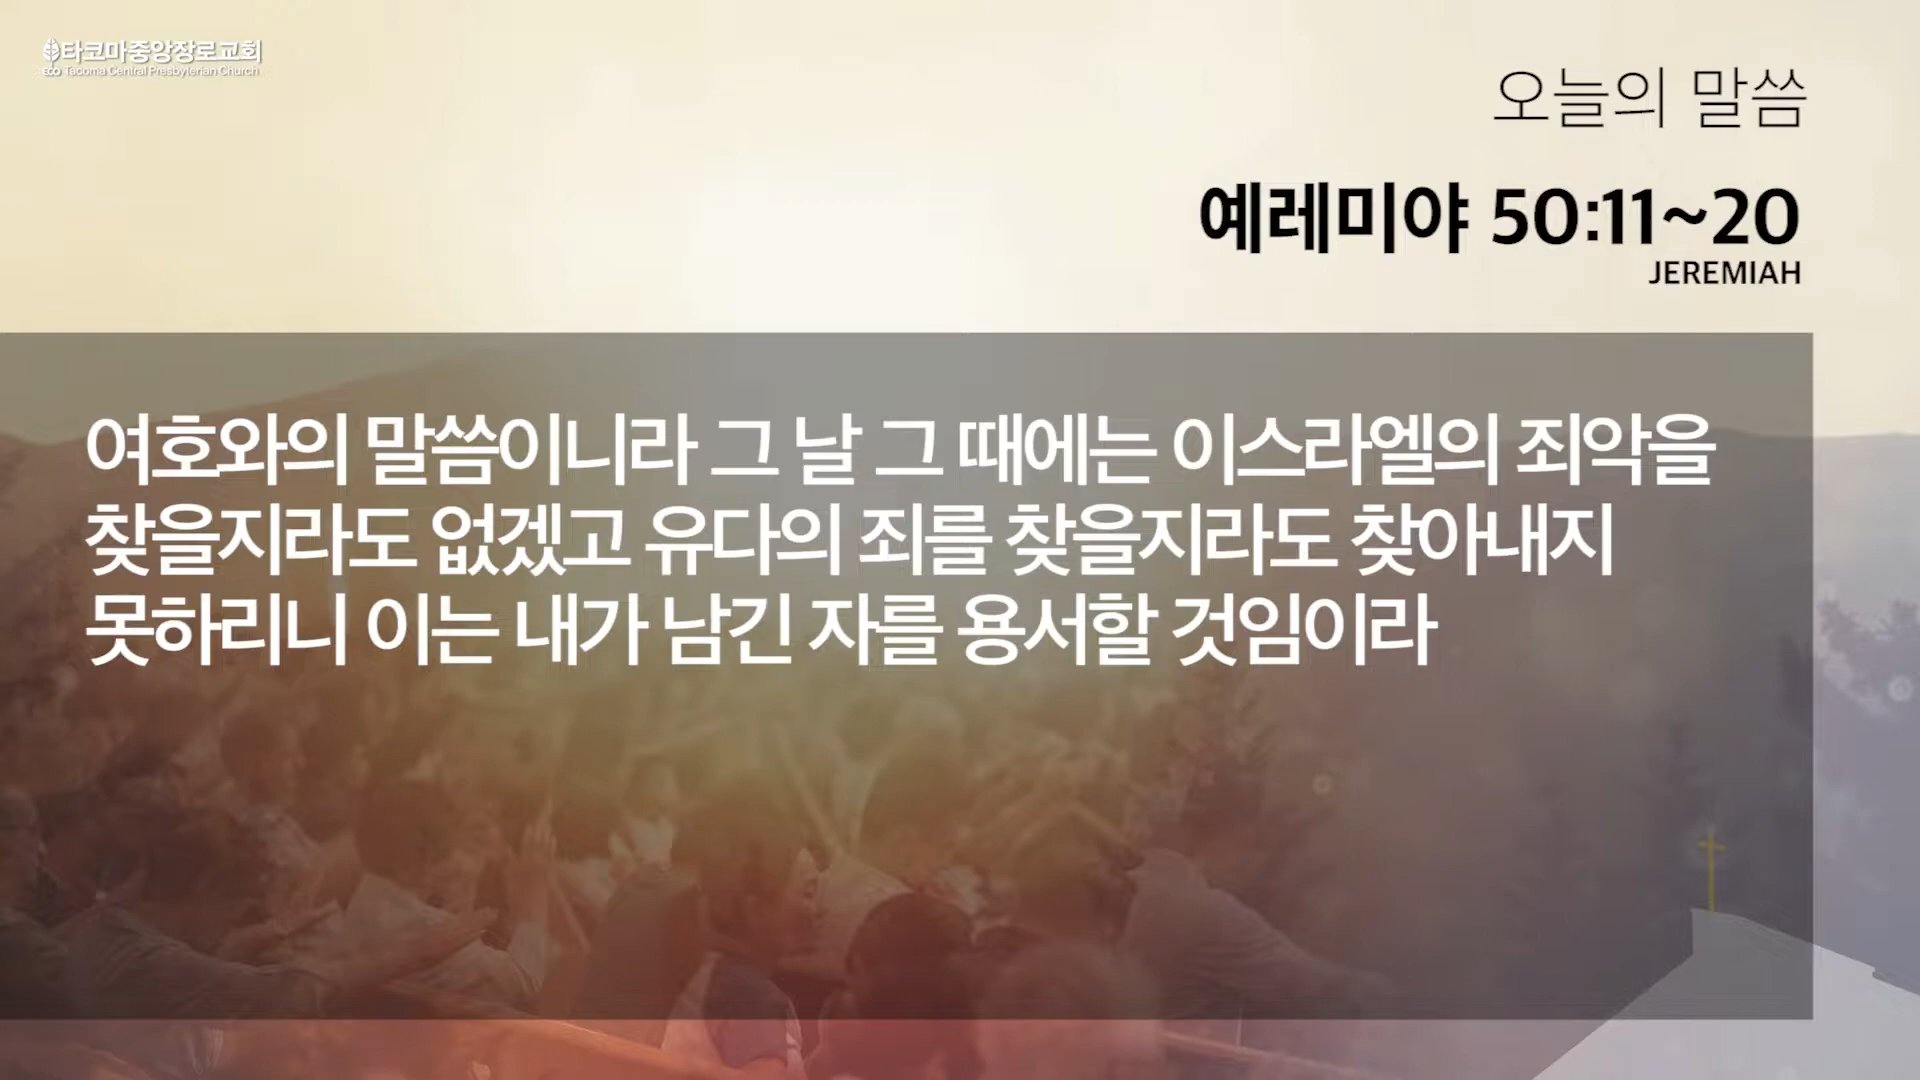 타코마중앙장로교회
ECO Tacoma Central Presbyterian Church
오늘의 말씀
예레미야 50:11~20
JEREMIAH
여호와의 말씀이니라 그 날 그 때에는 이스라엘의 죄악을
찾을지라도 없겠고 유다의 죄를 찾을지라도 찾아내지
못하리니 이는 내가 남긴 자를 용서할 것임이라